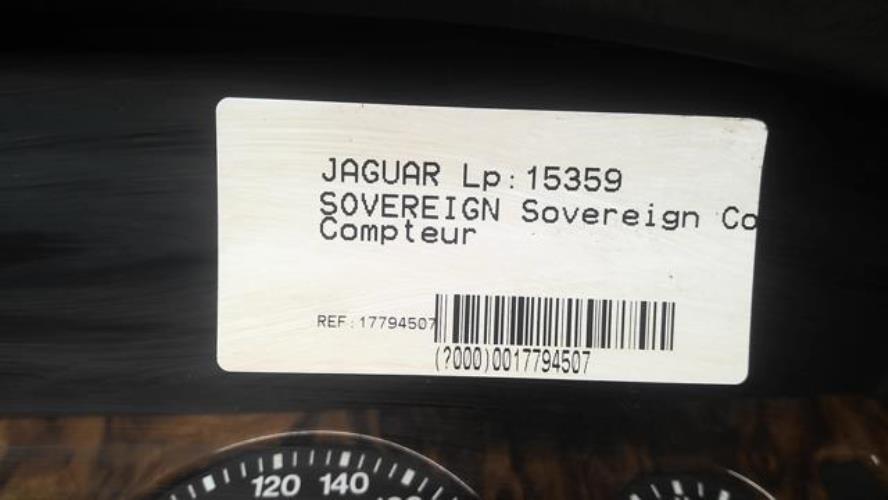 JAGUAR Lp:15359
SOVEREIGN Sovereign Co
Compteur
REF:17794507
(?000)0017794507
120 140